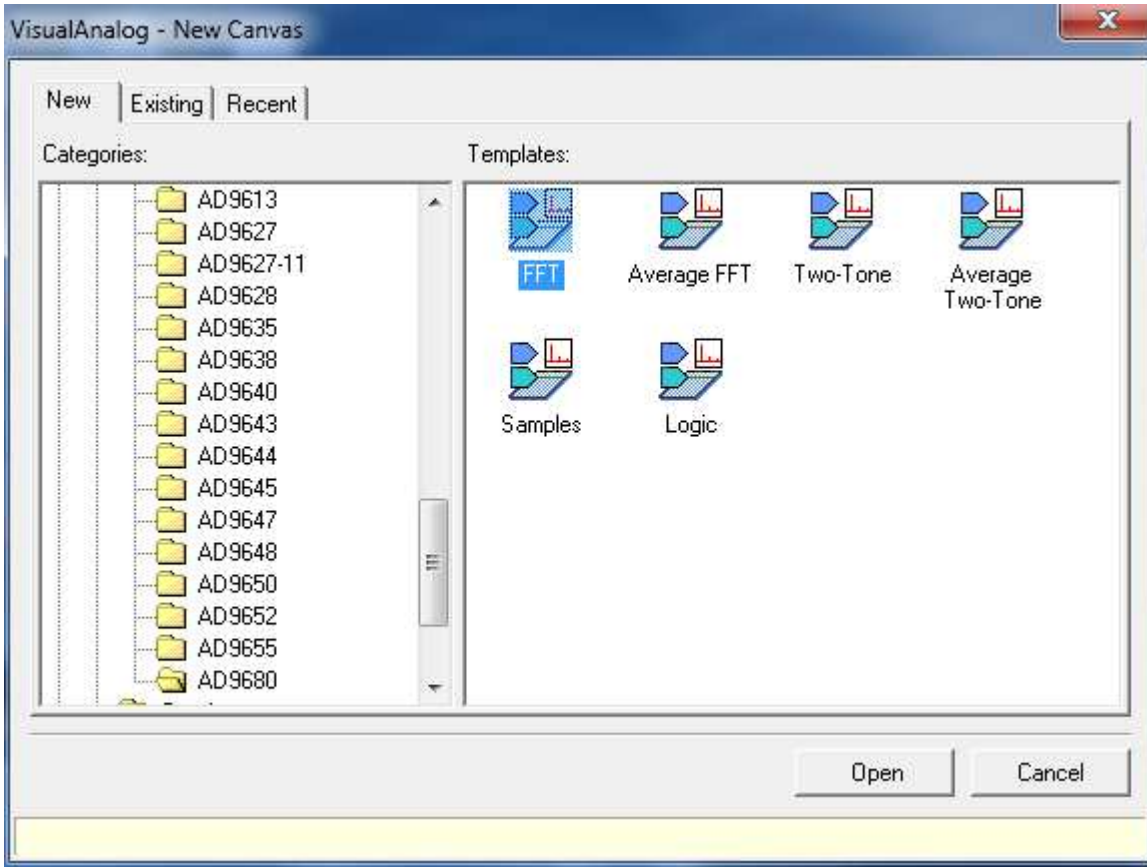 VisualAnalog - New Canvas
New Existing Recent
Categories:
AD9613
AD9627
AD9627-11
AD9628
AD9635
AD9638
AD9640
AD9643
AD9644
AD9645
AD9647
AD9648
AD9650
AD9652
AD9655
AD9680
Templates:
FFT
Average FFT
Two-Tone
Average
Two-Tone
Samples
Logic
Open Cancel